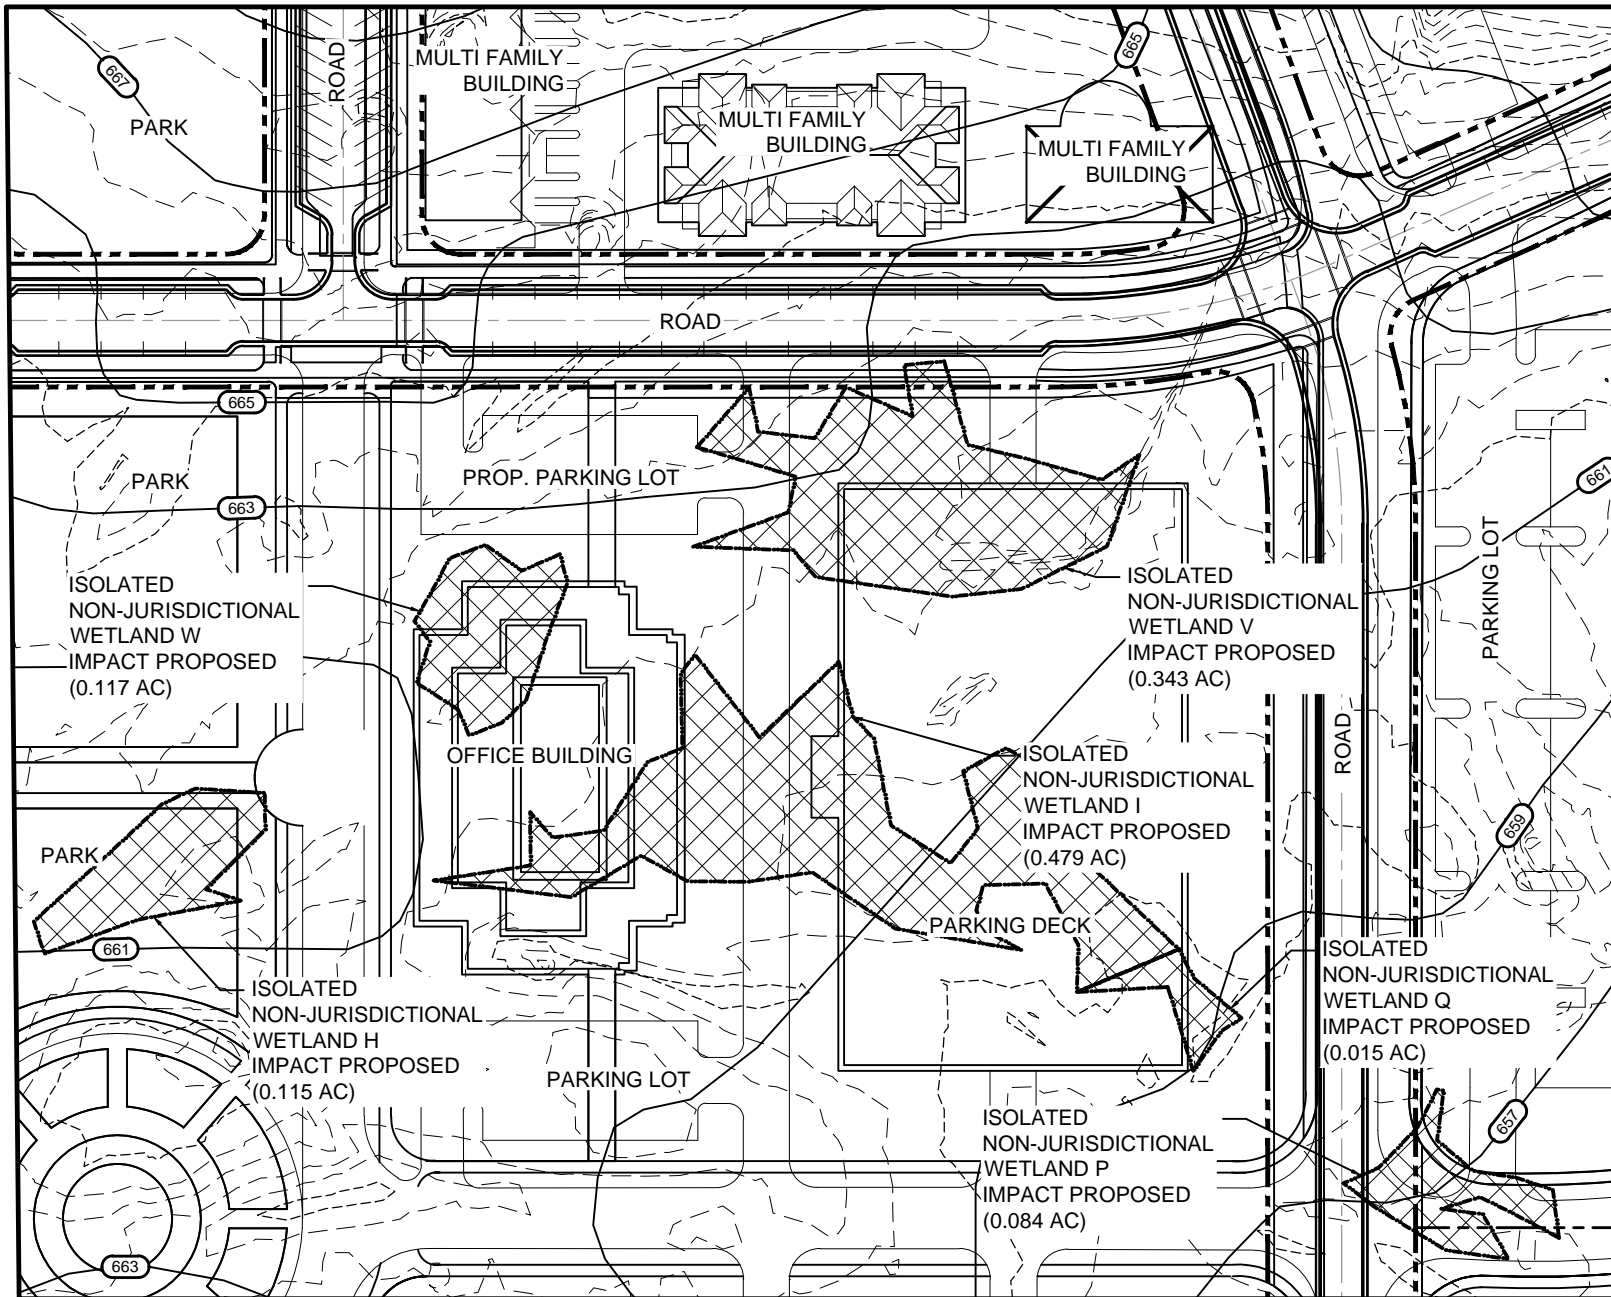 667
PARK
ROAD
MULTI FAMILY
BUILDING
MULTI FAMILY
BUILDING
665
MULTI FAMILY
BUILDING
ROAD
665
PARK
663
PROP. PARKING LOT
661
PARKING LOT
ISOLATED
NON-JURISDICTIONAL
WETLAND W
IMPACT PROPOSED
(0.117 AC)
ISOLATED
NON-JURISDICTIONAL
WETLAND V
IMPACT PROPOSED
(0.343 AC)
OFFICE BUILDING
ISOLATED
NON-JURISDICTIONAL
WETLAND I
IMPACT PROPOSED
(0.479 AC)
ROAD
659
PARK
661
PARKING DECK
ISOLATED
NON-JURISDICTIONAL
WETLAND Q
IMPACT PROPOSED
(0.015 AC)
ISOLATED
NON-JURISDICTIONAL
WETLAND H
IMPACT PROPOSED
(0.115 AC)
PARKING LOT
ISOLATED
NON-JURISDICTIONAL
WETLAND P
IMPACT PROPOSED
(0.084 AC)
657
663